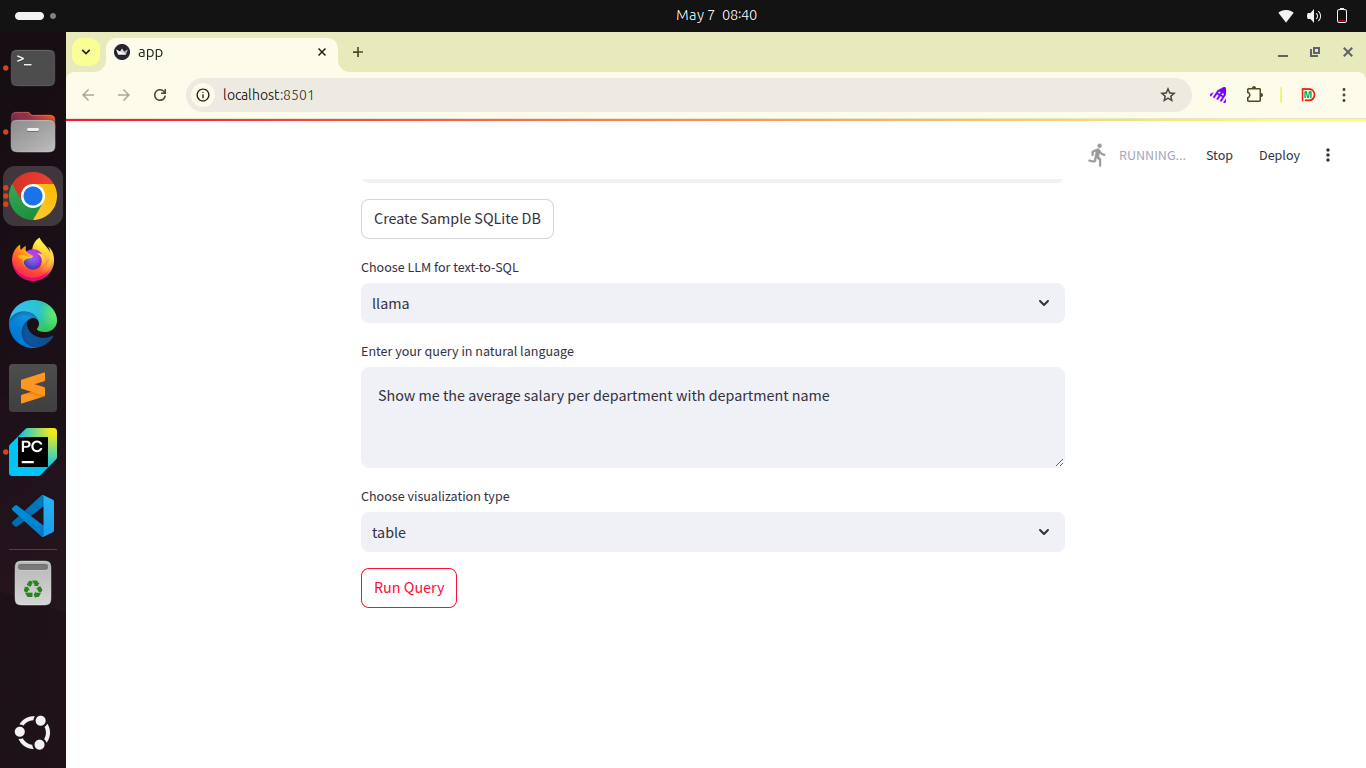 May 7 08:40
app
localhost:8501
RUNNING...
Stop
Deploy
Create Sample SQLite DB
Choose LLM for text-to-SQL
llama
Enter your query in natural language
Show me the average salary per department with department name
Choose visualization type
table
Run Query
>_
PC
M